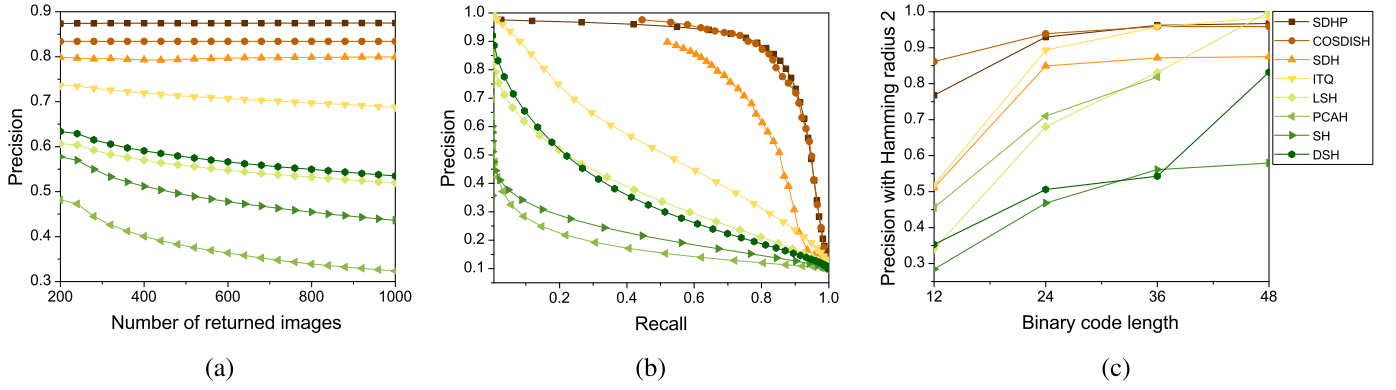 0.9
0.8
0.7
0.6
0.5
0.4
0.3
200
400
600
800
1000
Precision
Number of returned images
(a)
1.0
0.9
0.8
0.7
0.6
0.5
0.4
0.3
0.2
0.1
0.2
0.4
0.6
0.8
1.0
Precision
Recall
(b)
1.0
0.9
0.8
0.7
0.6
0.5
0.4
0.3
12
24
36
48
Precision with Hamming radius 2
Binary code length
(c)
SDHP
COSDISH
SDH
ITQ
LSH
PCAH
SH
DSH